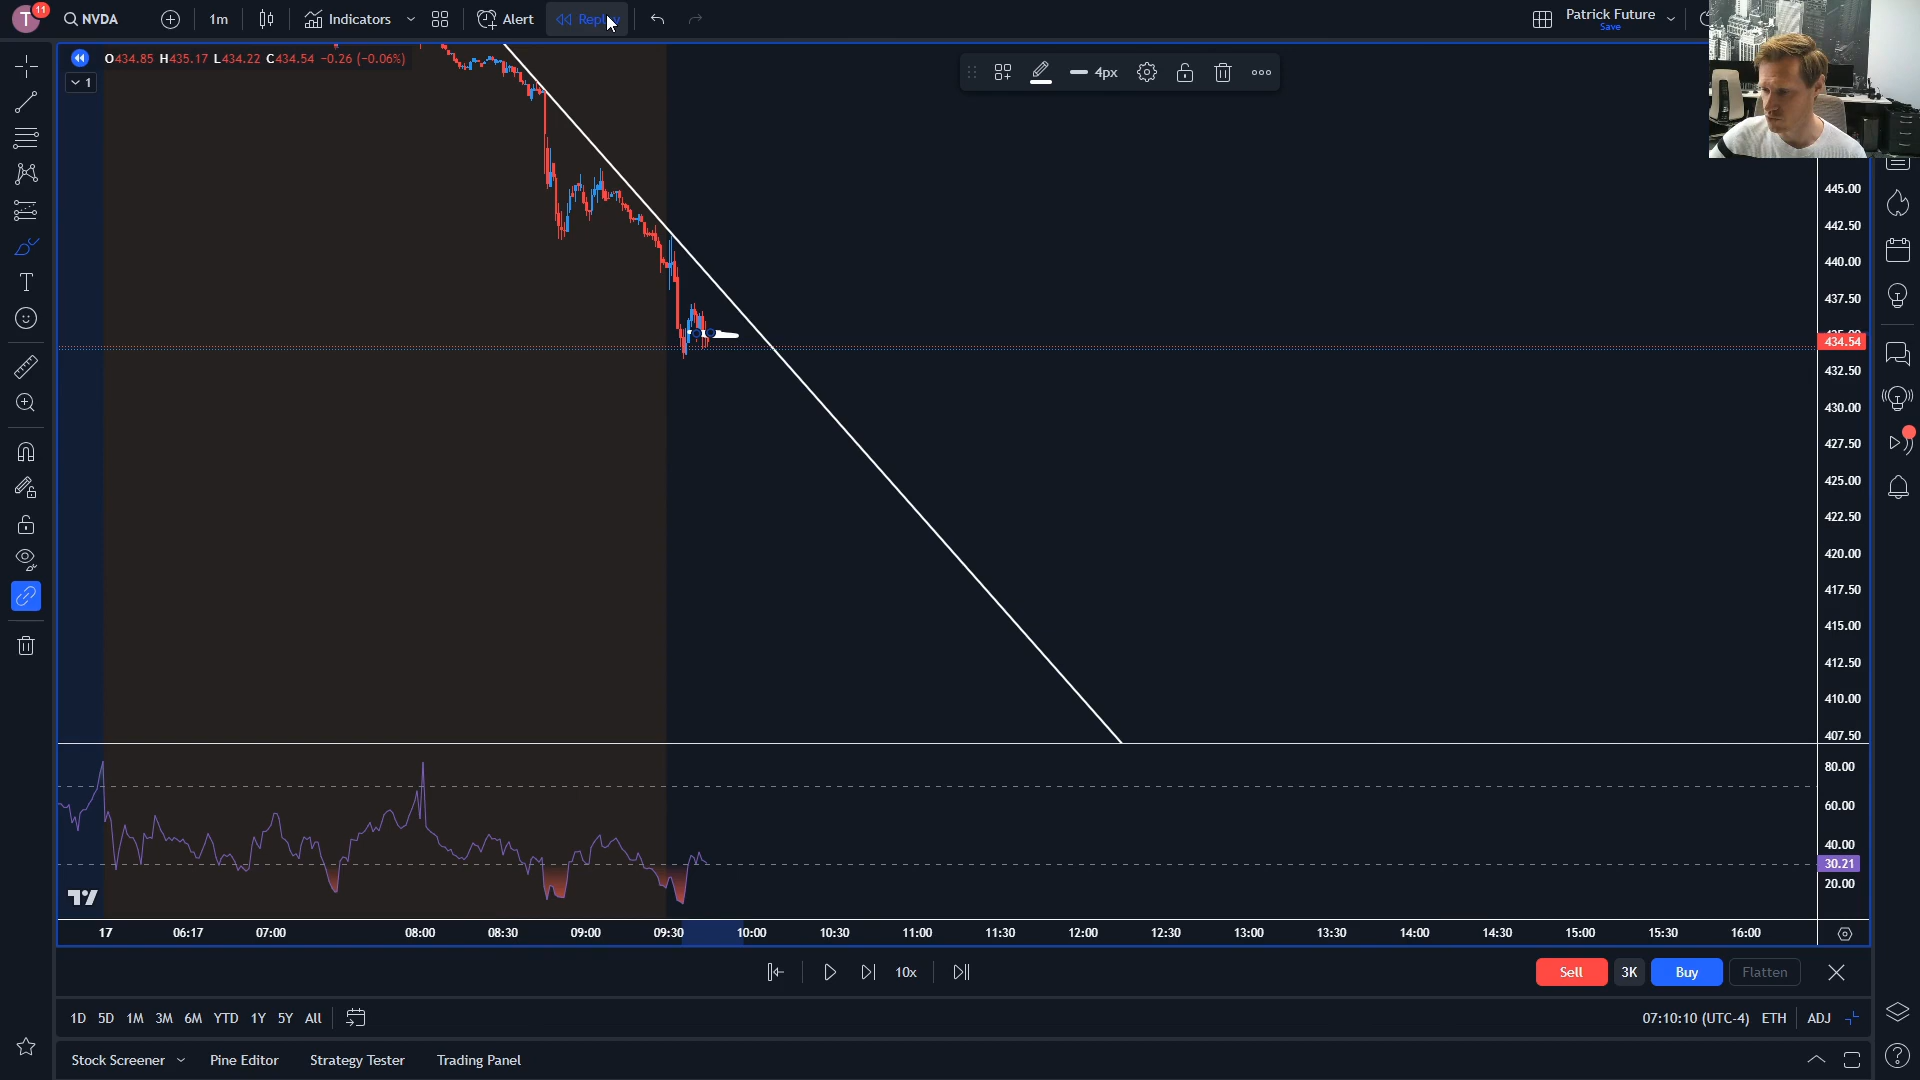 T
11
NVDA
1m
Indicators
Alert
Replay
Patrick Future
Save
O434.85 H435.17 L434.22 C434.54 −0.26 (−0.06%)
1
4px
445.00
442.50
440.00
437.50
434.54
432.50
430.00
427.50
425.00
422.50
420.00
417.50
415.00
412.50
410.00
407.50
80.00
60.00
40.00
30.21
20.00
17 06:17 07:00 08:00 08:30 09:00 09:30 10:00 10:30 11:00 11:30 12:00 12:30 13:00 13:30 14:00 14:30 15:00 15:30 16:00
10x
Sell 3K Buy Flatten
1D 5D 1M 3M 6M YTD 1Y 5Y All
07:10:10 (UTC-4) ETH ADJ
Stock Screener Pine Editor Strategy Tester Trading Panel